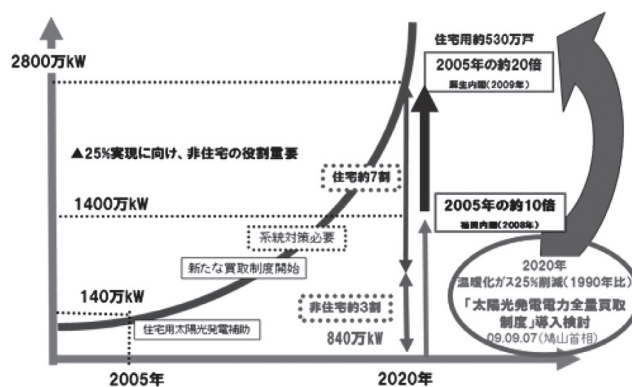 住宅用約530万戸
2800万kW
2005年の約20倍
麻生内閣(2009年)
▲25%実現に向け、非住宅の役割重要
住宅約7割
1400万kW
2005年の約10倍
福田内閣(2008年)
系統対策必要
新たな買取制度開始
2020年
温暖化ガス25%削減(1990年比)
「太陽光発電電力全量買取
制度」導入検討
09.09.07(鳩山首相)
140万kW
非住宅約3割
住宅用太陽光発電補助
840万kW
2005年
2020年